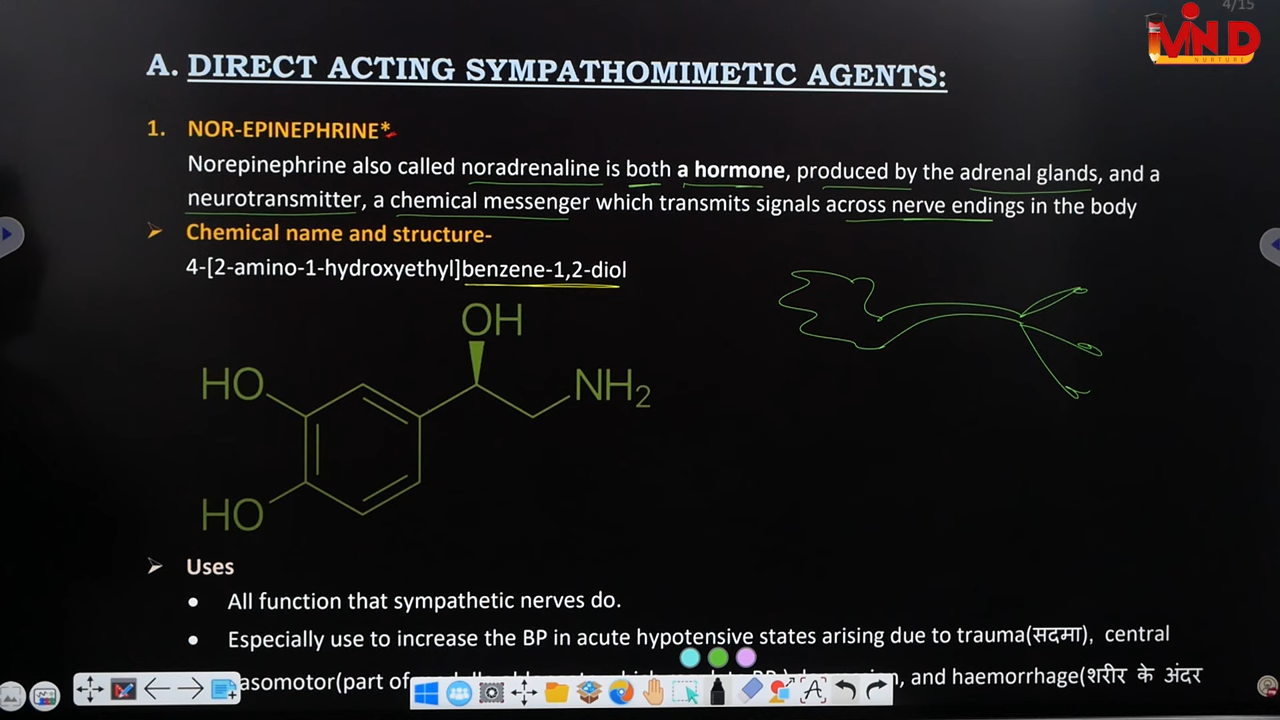 4/15
MIND
NURTURE
A. DIRECT ACTING SYMPATHOMIMETIC AGENTS:
1. NOR-EPINEPHRINE*
Norepinephrine also called noradrenaline is both a hormone, produced by the adrenal glands, and a
neurotransmitter, a chemical messenger which transmits signals across nerve endings in the body
➢ Chemical name and structure-
4-[2-amino-1-hydroxyethyl]benzene-1,2-diol
OH
HO
NH2
HO
➢ Uses
• All function that sympathetic nerves do.
• Especially use to increase the BP in acute hypotensive states arising due to trauma(सदमा), central
asomotor(part of and haemorrhage(शरीर के अंदर